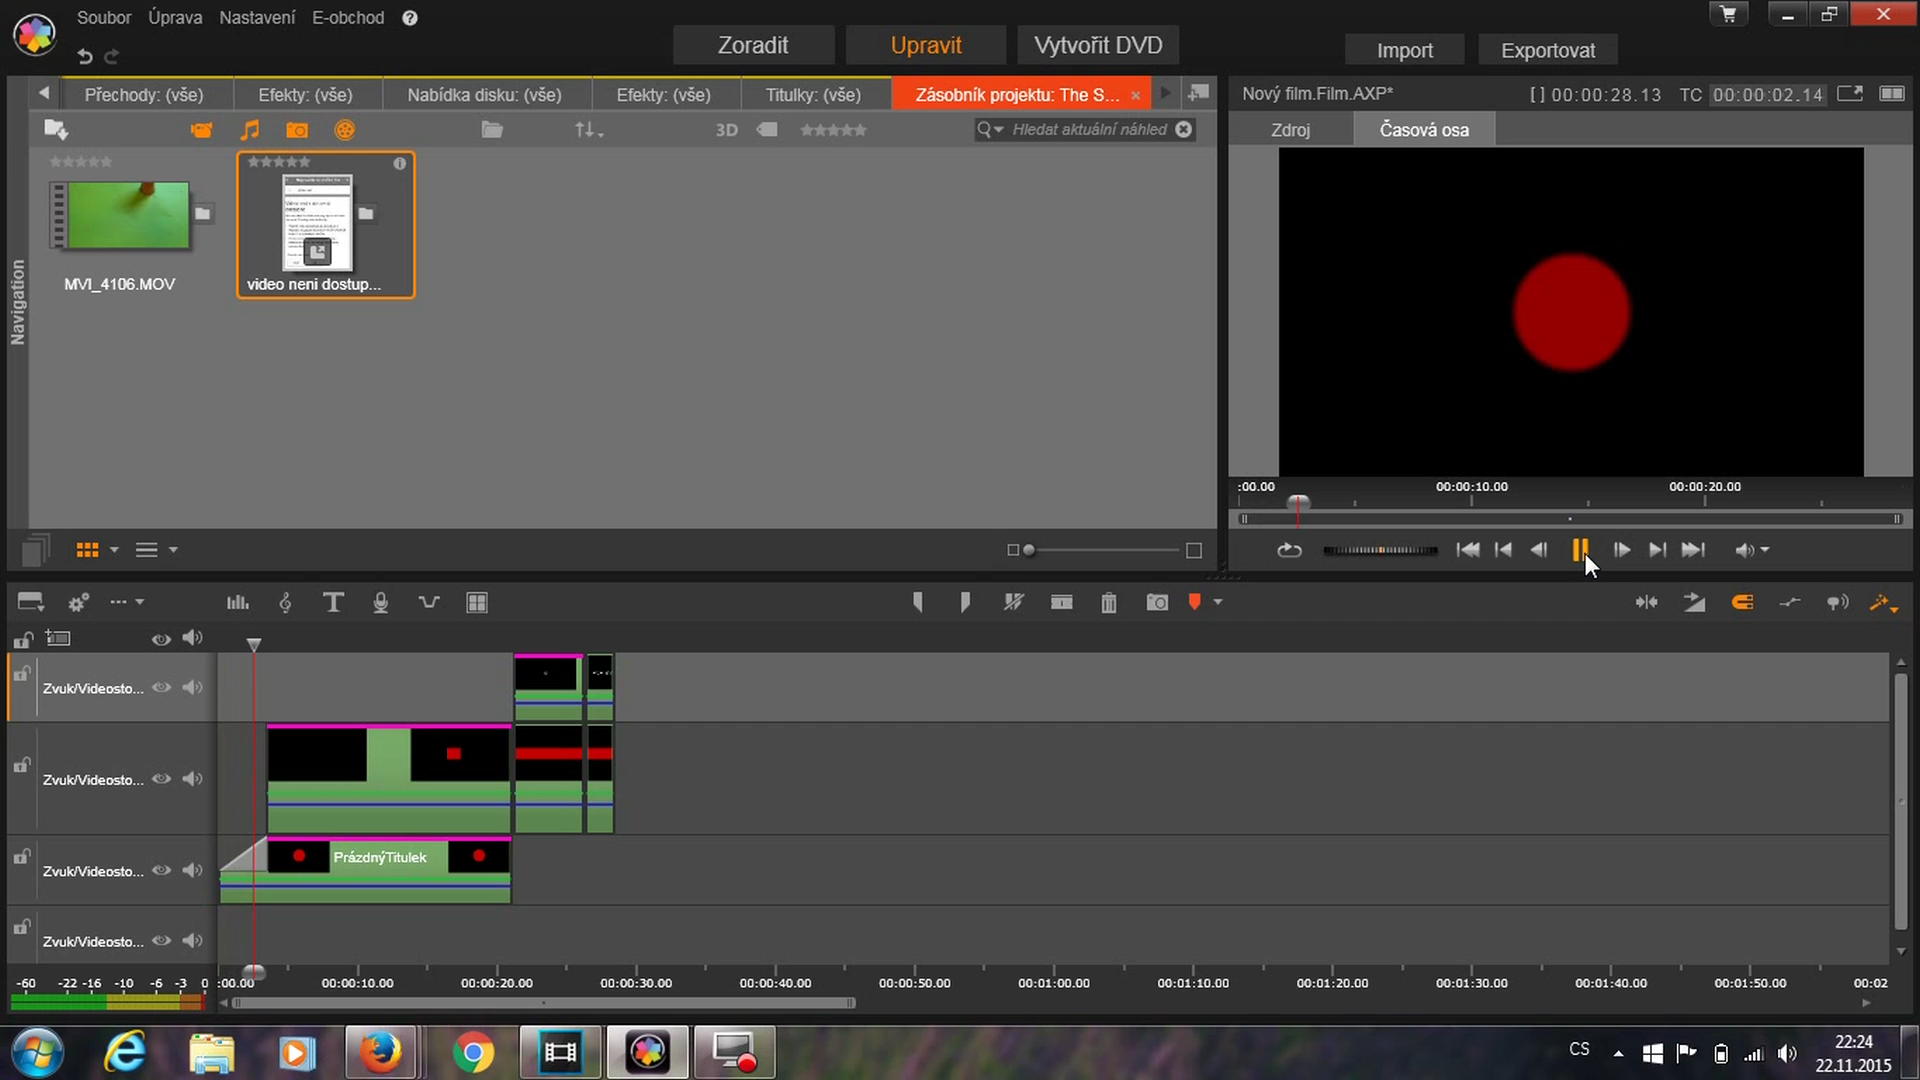 Soubor Úprava Nastavení E-obchod ?
Zoradit Upravit Vytvořit DVD
Import Exportovat
Přechody: (vše) Efekty: (vše) Nabídka disku: (vše) Efekty: (vše) Titulky: (vše) Zásobník projektu: The S... ×
Nový film.Film.AXP* [ ] 00:00:28.13 TC 00:00:02.14
Zdroj Časová osa
3D Hledat aktuální náhled
Navigation
MVI_4106.MOV video neni dostup...
:00.00 00:00:10.00 00:00:20.00
Zvuk/Videosto...
Zvuk/Videosto...
Zvuk/Videosto... PrázdnýTitulek
Zvuk/Videosto...
-60 -22 -16 -10 -6 -3 0 :00.00 00:00:10.00 00:00:20.00 00:00:30.00 00:00:40.00 00:00:50.00 00:01:00.00 00:01:10.00 00:01:20.00 00:01:30.00 00:01:40.00 00:01:50.00 00:02
CS 22:24
22.11.2015